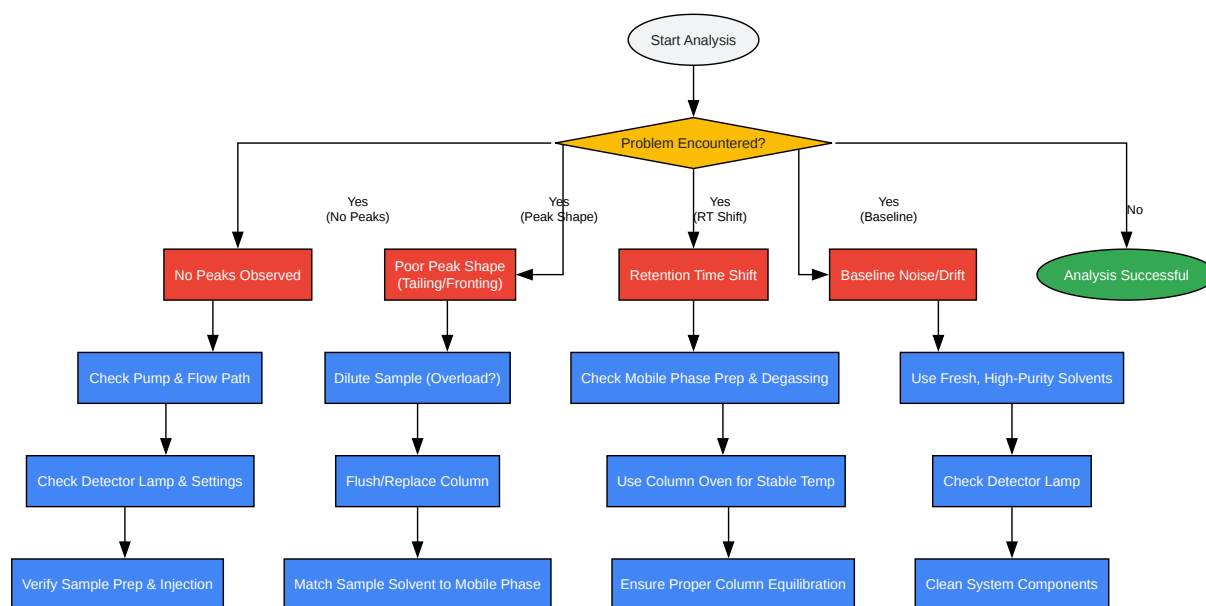 Start Analysis
Problem Encountered?
Yes
(No Peaks)
Yes
(Peak Shape)
Yes
(RT Shift)
Yes
(Baseline)
No
No Peaks Observed
Poor Peak Shape
(Tailing/Fronting)
Retention Time Shift
Baseline Noise/Drift
Analysis Successful
Check Pump & Flow Path
Dilute Sample (Overload?)
Check Mobile Phase Prep & Degassing
Use Fresh, High-Purity Solvents
Check Detector Lamp & Settings
Flush/Replace Column
Use Column Oven for Stable Temp
Check Detector Lamp
Verify Sample Prep & Injection
Match Sample Solvent to Mobile Phase
Ensure Proper Column Equilibration
Clean System Components